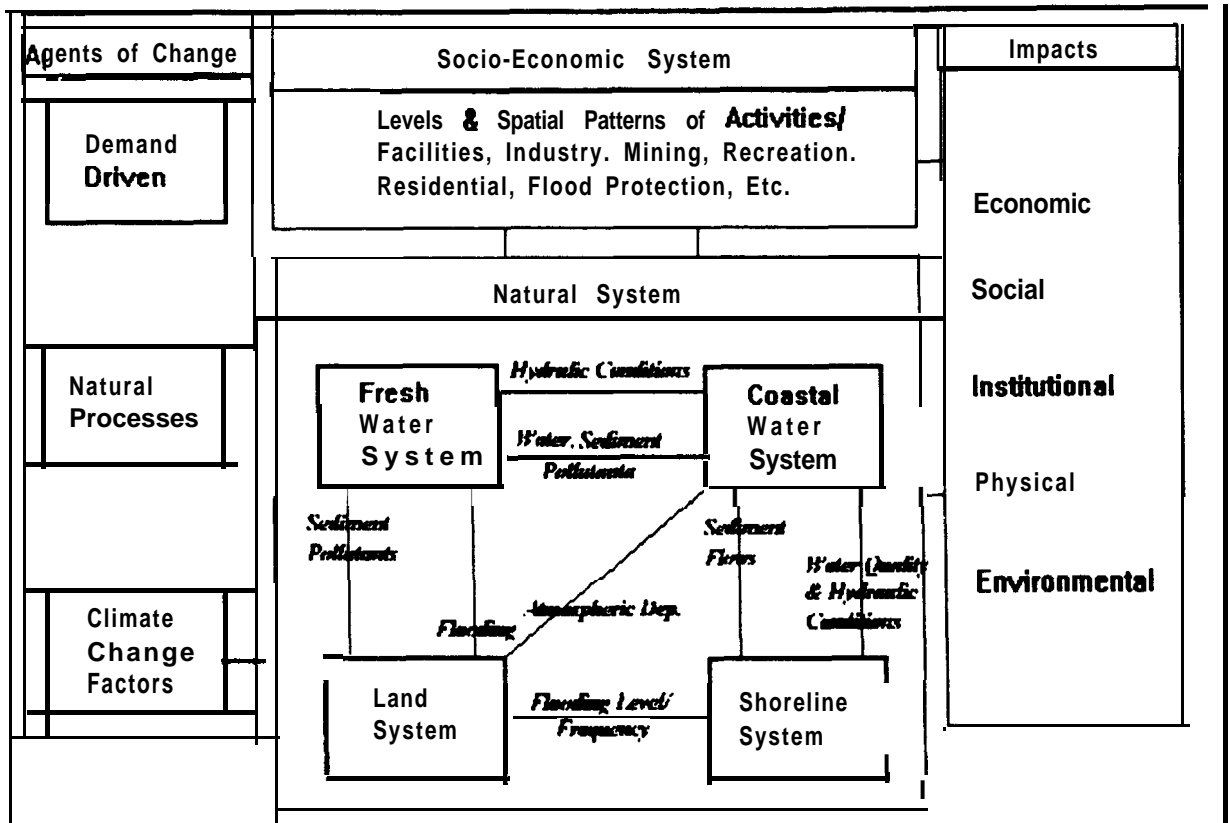 Agents of Change
Demand
Driven
Natural
Processes
Climate
Change
Factors
Socio-Economic System
Levels & Spatial Patterns of Activities/
Facilities, Industry. Mining, Recreation.
Residential, Flood Protection, Etc.
Natural System
Fresh
Water
System
Hydralic Conditions
Water, Sediment
Pollutants
Coastal
Water
System
Sediment
Pollutants
Flooding
Atmospheric Dep.
Sediment
Flows
Water Quality
& Hydraulic
Conditions
Land
System
Flooding Level/
Frequency
Shoreline
System
Impacts
Economic
Social
Institutional
Physical
Environmental